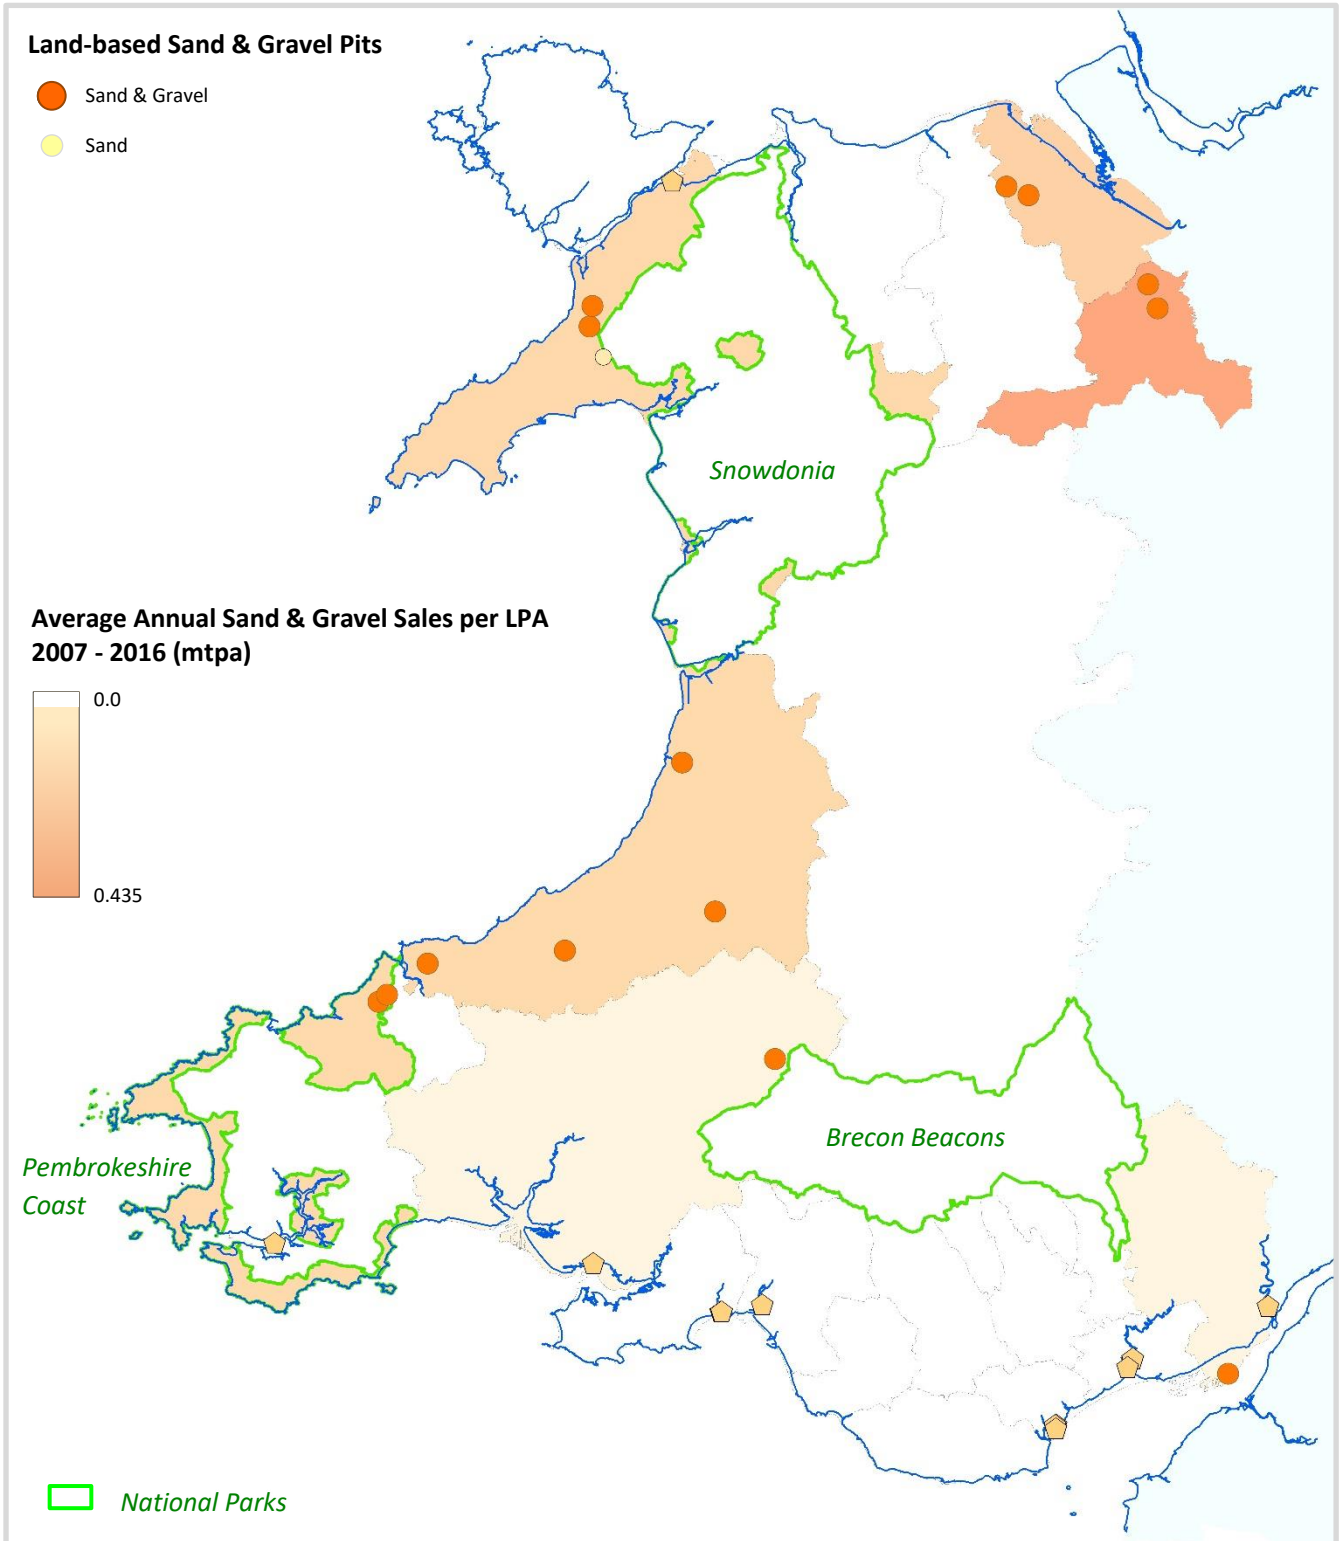 Land-based Sand & Gravel Pits
Sand & Gravel
Sand
Snowdonia
Average Annual Sand & Gravel Sales per LPA
2007 - 2016 (mtpa)
0.0
0.435
Brecon Beacons
Pembrokeshire
Coast
National Parks